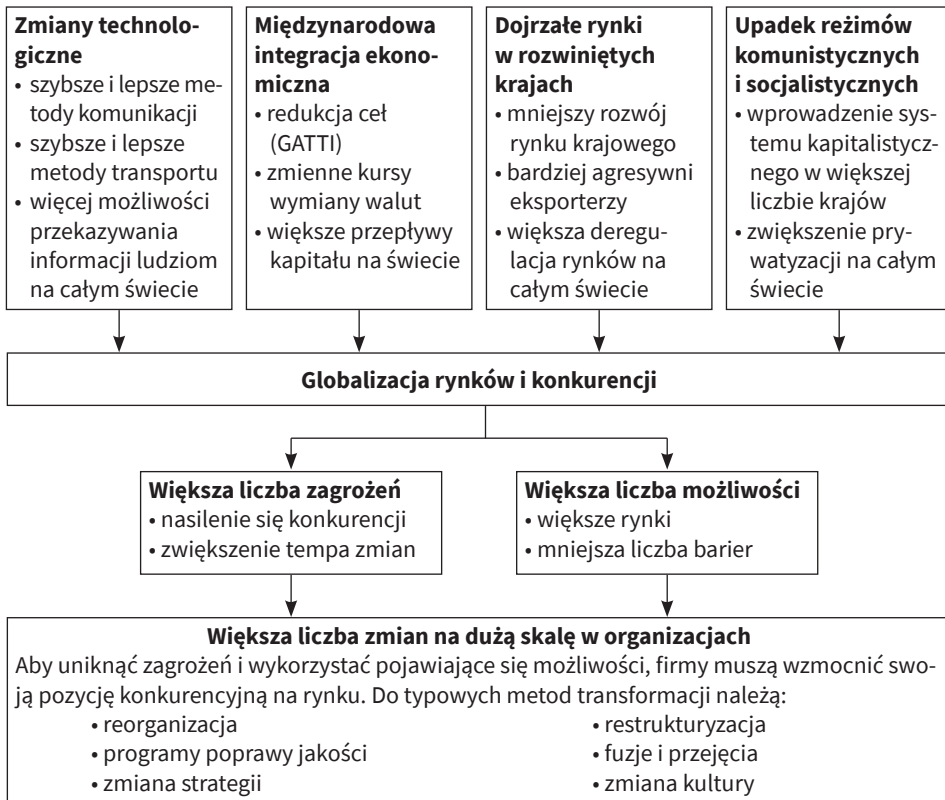 Zmiany technolo-
giczne
• szybsze i lepsze me-
tody komunikacji
• szybsze i lepsze
metody transportu
• więcej możliwości
przekazywania
informacji ludziom
na całym świecie
Międzynarodowa
integracja ekono-
miczna
• redukcja ceł
(GATTI)
• zmienne kursy
wymiany walut
• większe przepływy
kapitału na świecie
Dojrzałe rynki
w rozwiniętych
krajach
• mniejszy rozwój
rynku krajowego
• bardziej agresywni
eksporterzy
• większa deregu-
lacja rynków na
całym świecie
Upadek reżimów
komunistycznych
i socjalistycznych
• wprowadzenie sys-
temu kapitalistycz-
nego w większej
liczbie krajów
• zwiększenie pry-
watyzacji na całym
świecie
Globalizacja rynków i konkurencji
Większa liczba zagrożeń
• nasilenie się konkurencji
• zwiększenie tempa zmian
Większa liczba możliwości
• większe rynki
• mniejsza liczba barier
Większa liczba zmian na dużą skalę w organizacjach
Aby uniknąć zagrożeń i wykorzystać pojawiające się możliwości, firmy muszą wzmocnić swo-
ją pozycję konkurencyjną na rynku. Do typowych metod transformacji należą:
• reorganizacja
• programy poprawy jakości
• zmiana strategii
• restrukturyzacja
• fuzje i przejęcia
• zmiana kultury